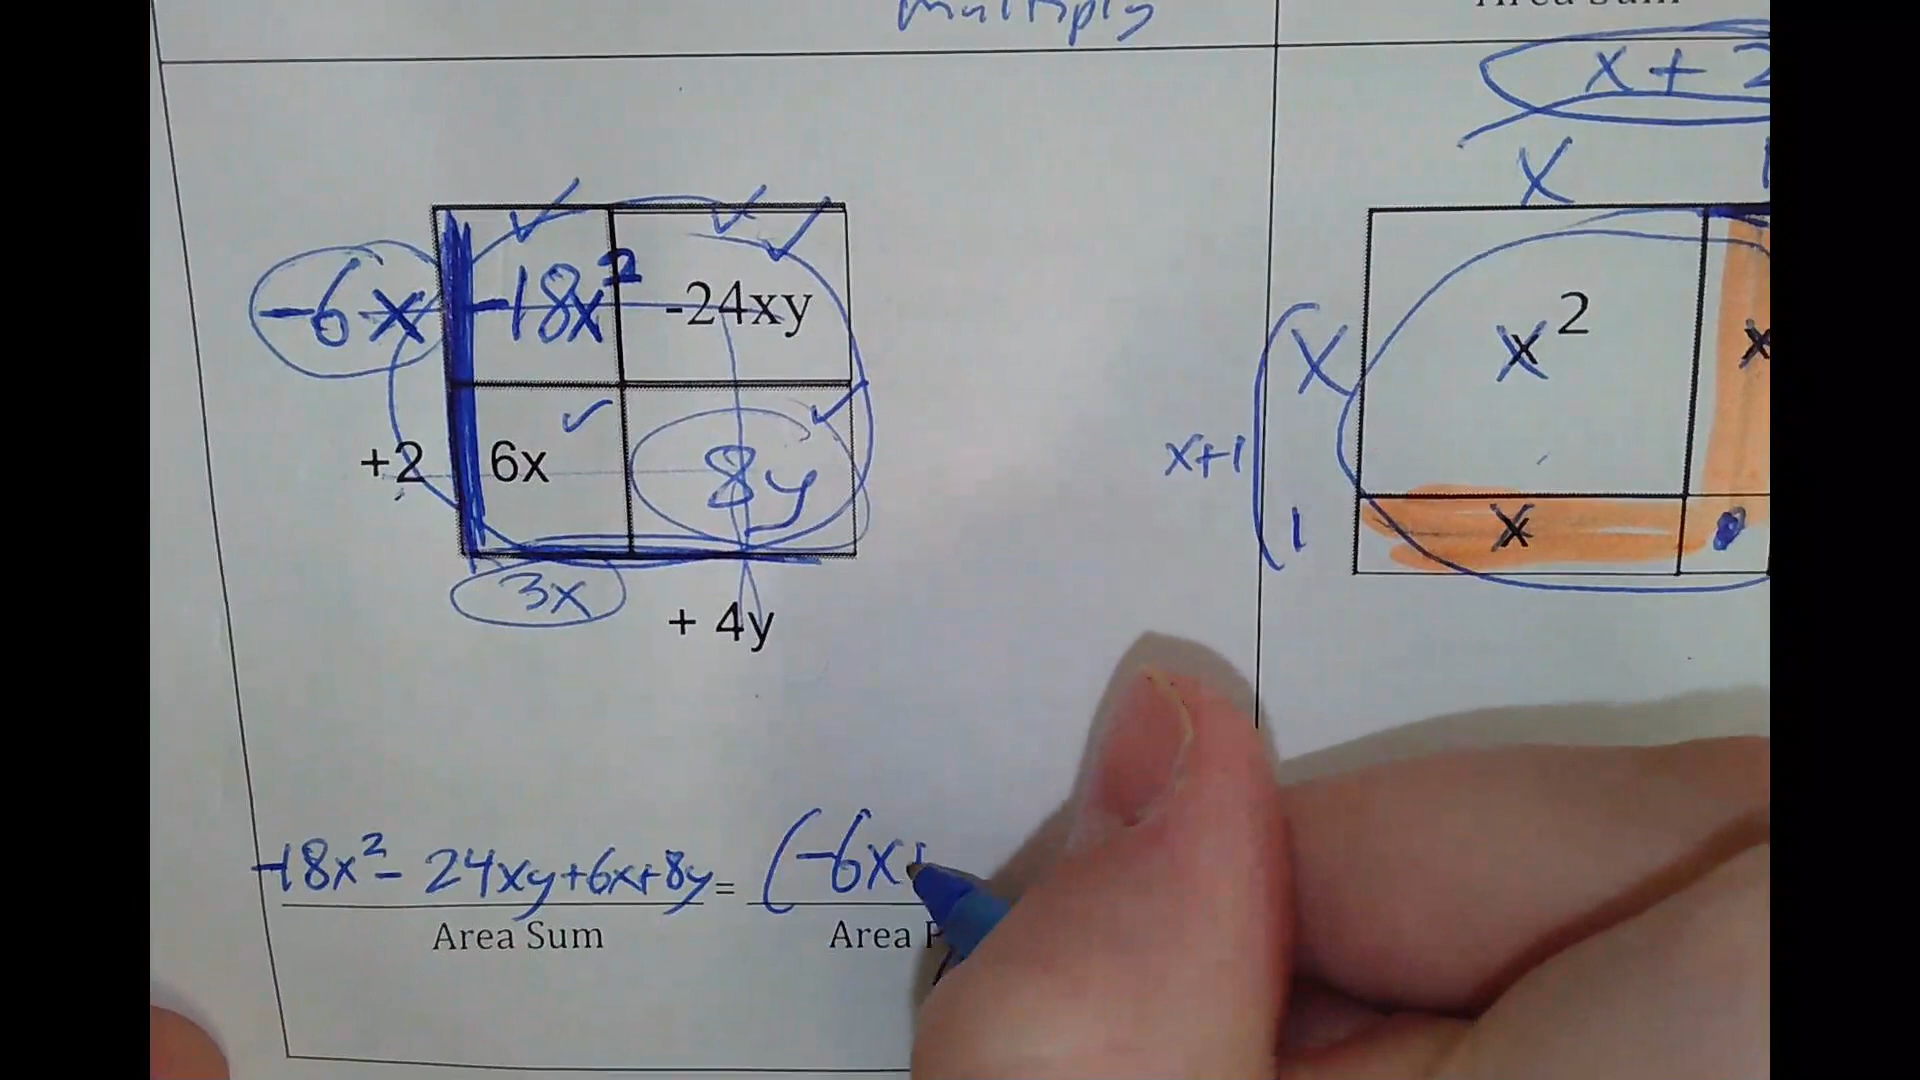 multiply
x + 2
x
-6x -18x² -24xy
x x² x
+2 6x 8y
x+1
1 x
3x
+ 4y
-18x² - 24xy+6x+8y = (-6x+
Area Sum Area